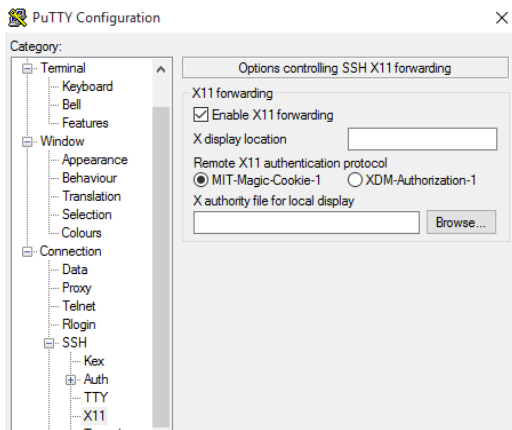 PuTTY Configuration
Category:
Terminal
Keyboard
Bell
Features
Window
Appearance
Behaviour
Translation
Selection
Colours
Connection
Data
Proxy
Telnet
Rlogin
SSH
Kex
Auth
TTY
X11
Options controlling SSH X11 forwarding
X11 forwarding
Enable X11 forwarding
X display location
Remote X11 authentication protocol
MIT-Magic-Cookie-1 XDM-Authorization-1
X authority file for local display
Browse...